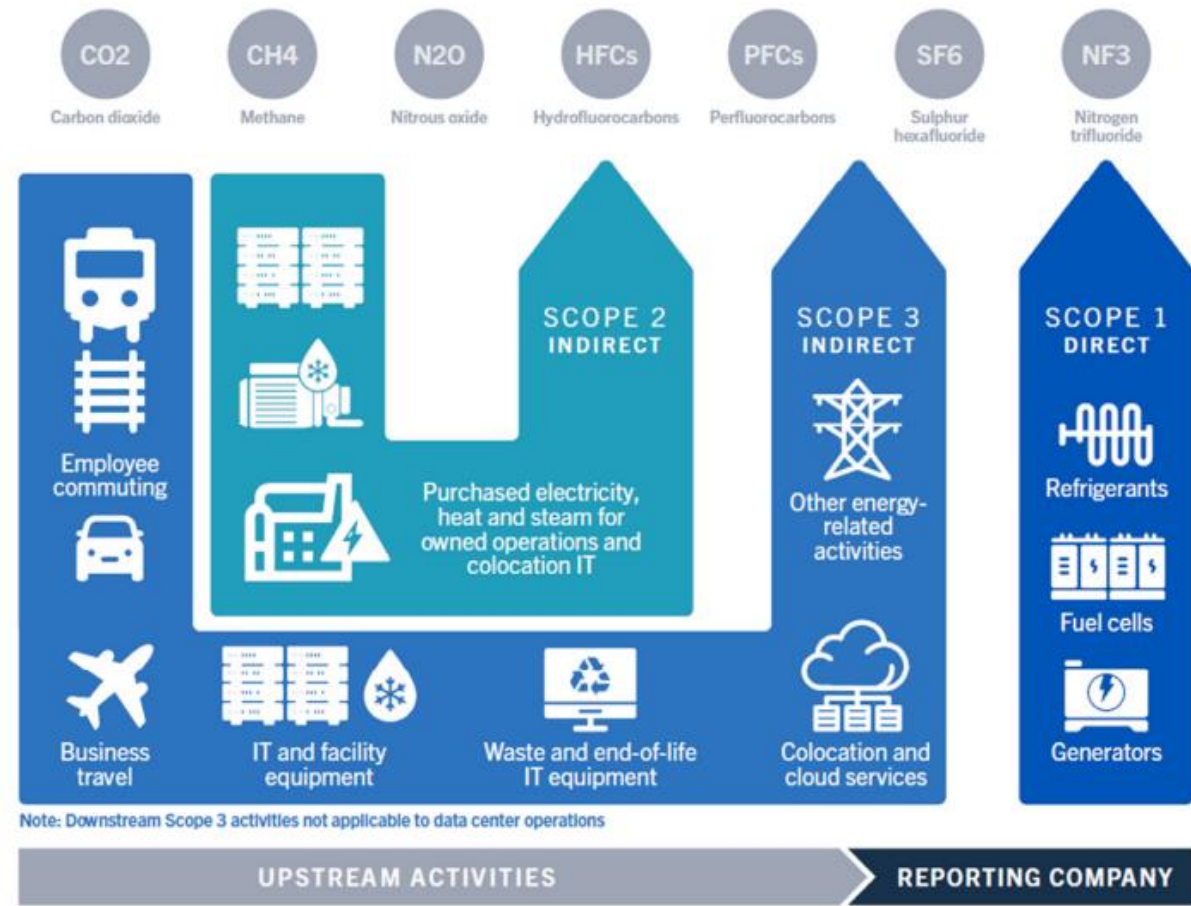 CO2
CH4
N2O
HFCs
PFCs
SF6
NF3
Carbon dioxide
Methane
Nitrous oxide
Hydrofluorocarbons
Perfluorocarbons
Sulphur
hexafluoride
Nitrogen
trifluoride
SCOPE 2
INDIRECT
SCOPE 3
INDIRECT
SCOPE 1
DIRECT
Employee
commuting
Purchased electricity,
heat and steam for
owned operations and
colocation IT
Other energy-
related
activities
Refrigerants
Fuel cells
Business
travel
IT and facility
equipment
Waste and end-of-life
IT equipment
Colocation and
cloud services
Generators
Note: Downstream Scope 3 activities not applicable to data center operations
UPSTREAM ACTIVITIES
REPORTING COMPANY